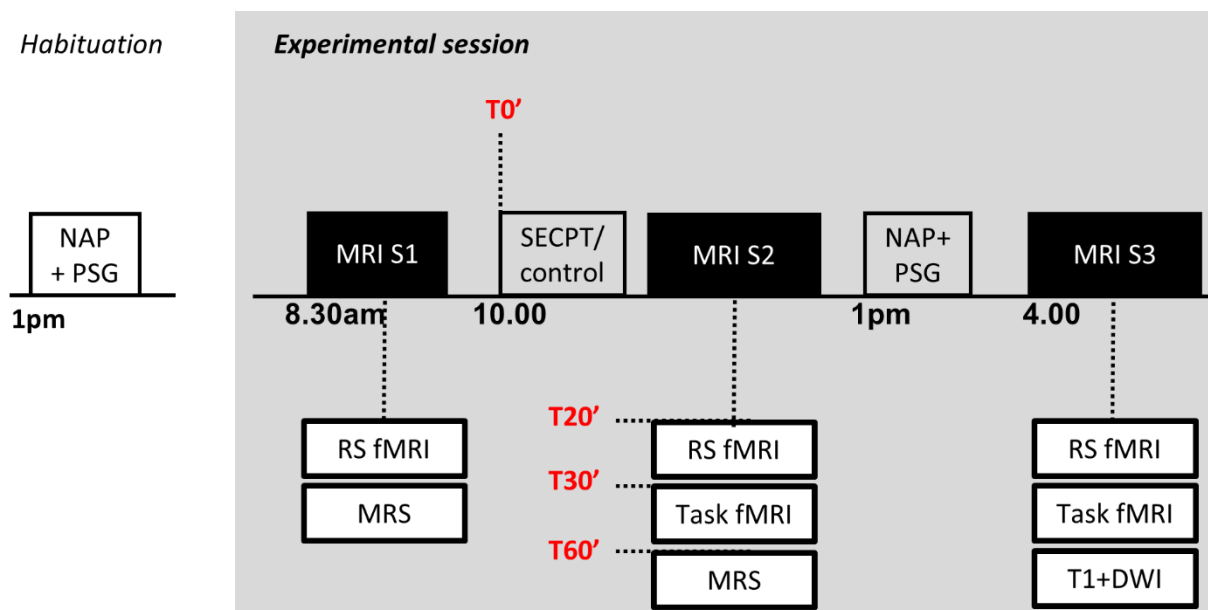 Habituation
Experimental session
T0’
NAP
+ PSG
MRI S1
SECPT/
control
MRI S2
NAP+
PSG
MRI S3
1pm
8.30am
10.00
1pm
4.00
T20’
RS fMRI
RS fMRI
RS fMRI
T30’
MRS
Task fMRI
Task fMRI
T60’
MRS
T1+DWI